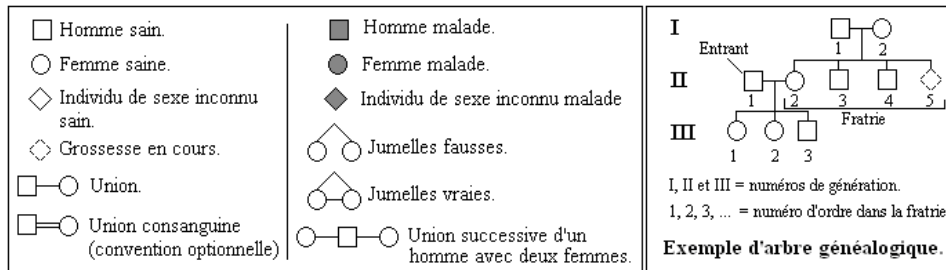 Homme sain.
Femme saine.
Individu de sexe inconnu
sain.
Grossesse en cours.
Union.
Union consanguine
(convention optionnelle)
Homme malade.
Femme malade.
Individu de sexe inconnu malade
Jumelles fausses.
Jumelles vraies.
Union successive d'un
homme avec deux femmes.
I
1 2
Entrant
II
1 2 3 4 5
Fratrie
III
1 2 3
I, II et III = numéros de génération.
1, 2, 3, ... = numéro d'ordre dans la fratrie
Exemple d'arbre généalogique.